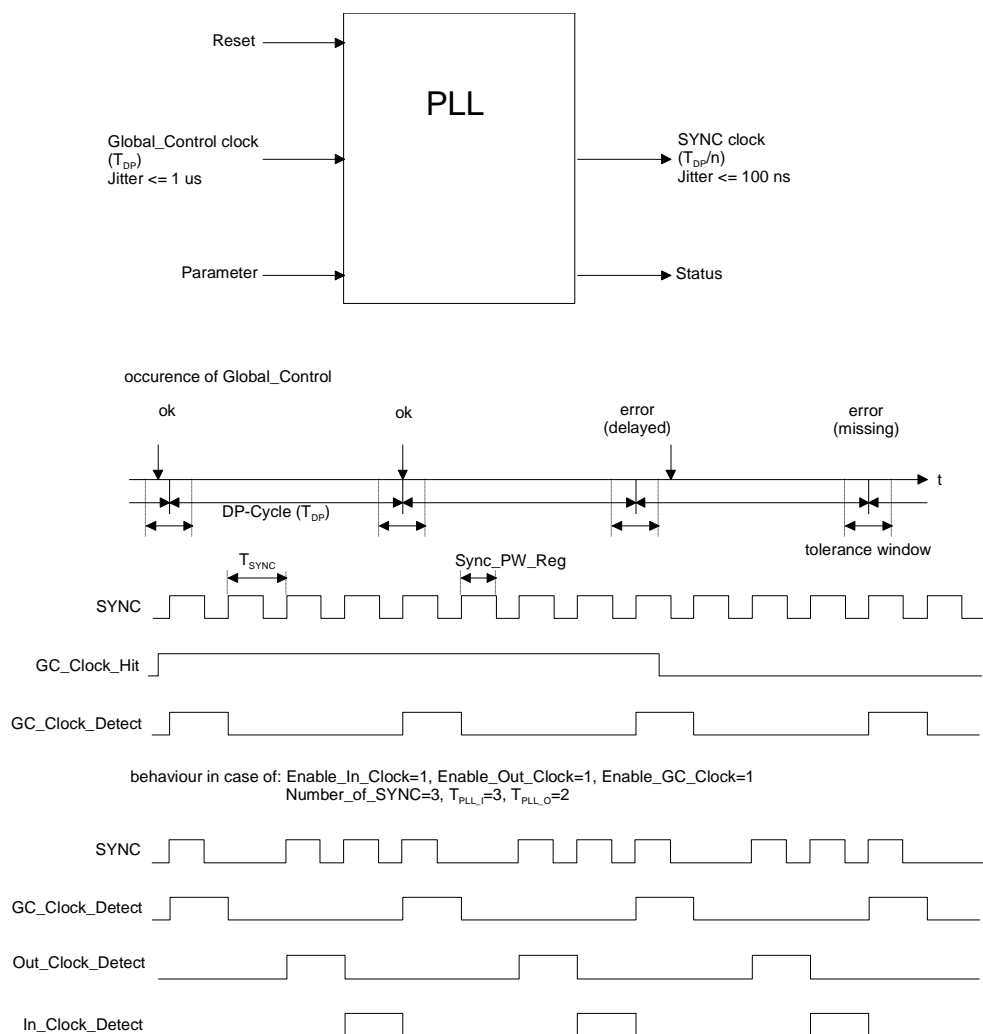 Reset
PLL
Global_Control clock
(T_DP)
Jitter <= 1 us
SYNC clock
(T_DP/n)
Jitter <= 100 ns
Parameter
Status
occurence of Global_Control
ok
ok
error
(delayed)
error
(missing)
t
DP-Cycle (T_DP)
tolerance window
T_SYNC
Sync_PW_Reg
SYNC
GC_Clock_Hit
GC_Clock_Detect
behaviour in case of: Enable_In_Clock=1, Enable_Out_Clock=1, Enable_GC_Clock=1
Number_of_SYNC=3, T_PLL_I=3, T_PLL_O=2
SYNC
GC_Clock_Detect
Out_Clock_Detect
In_Clock_Detect